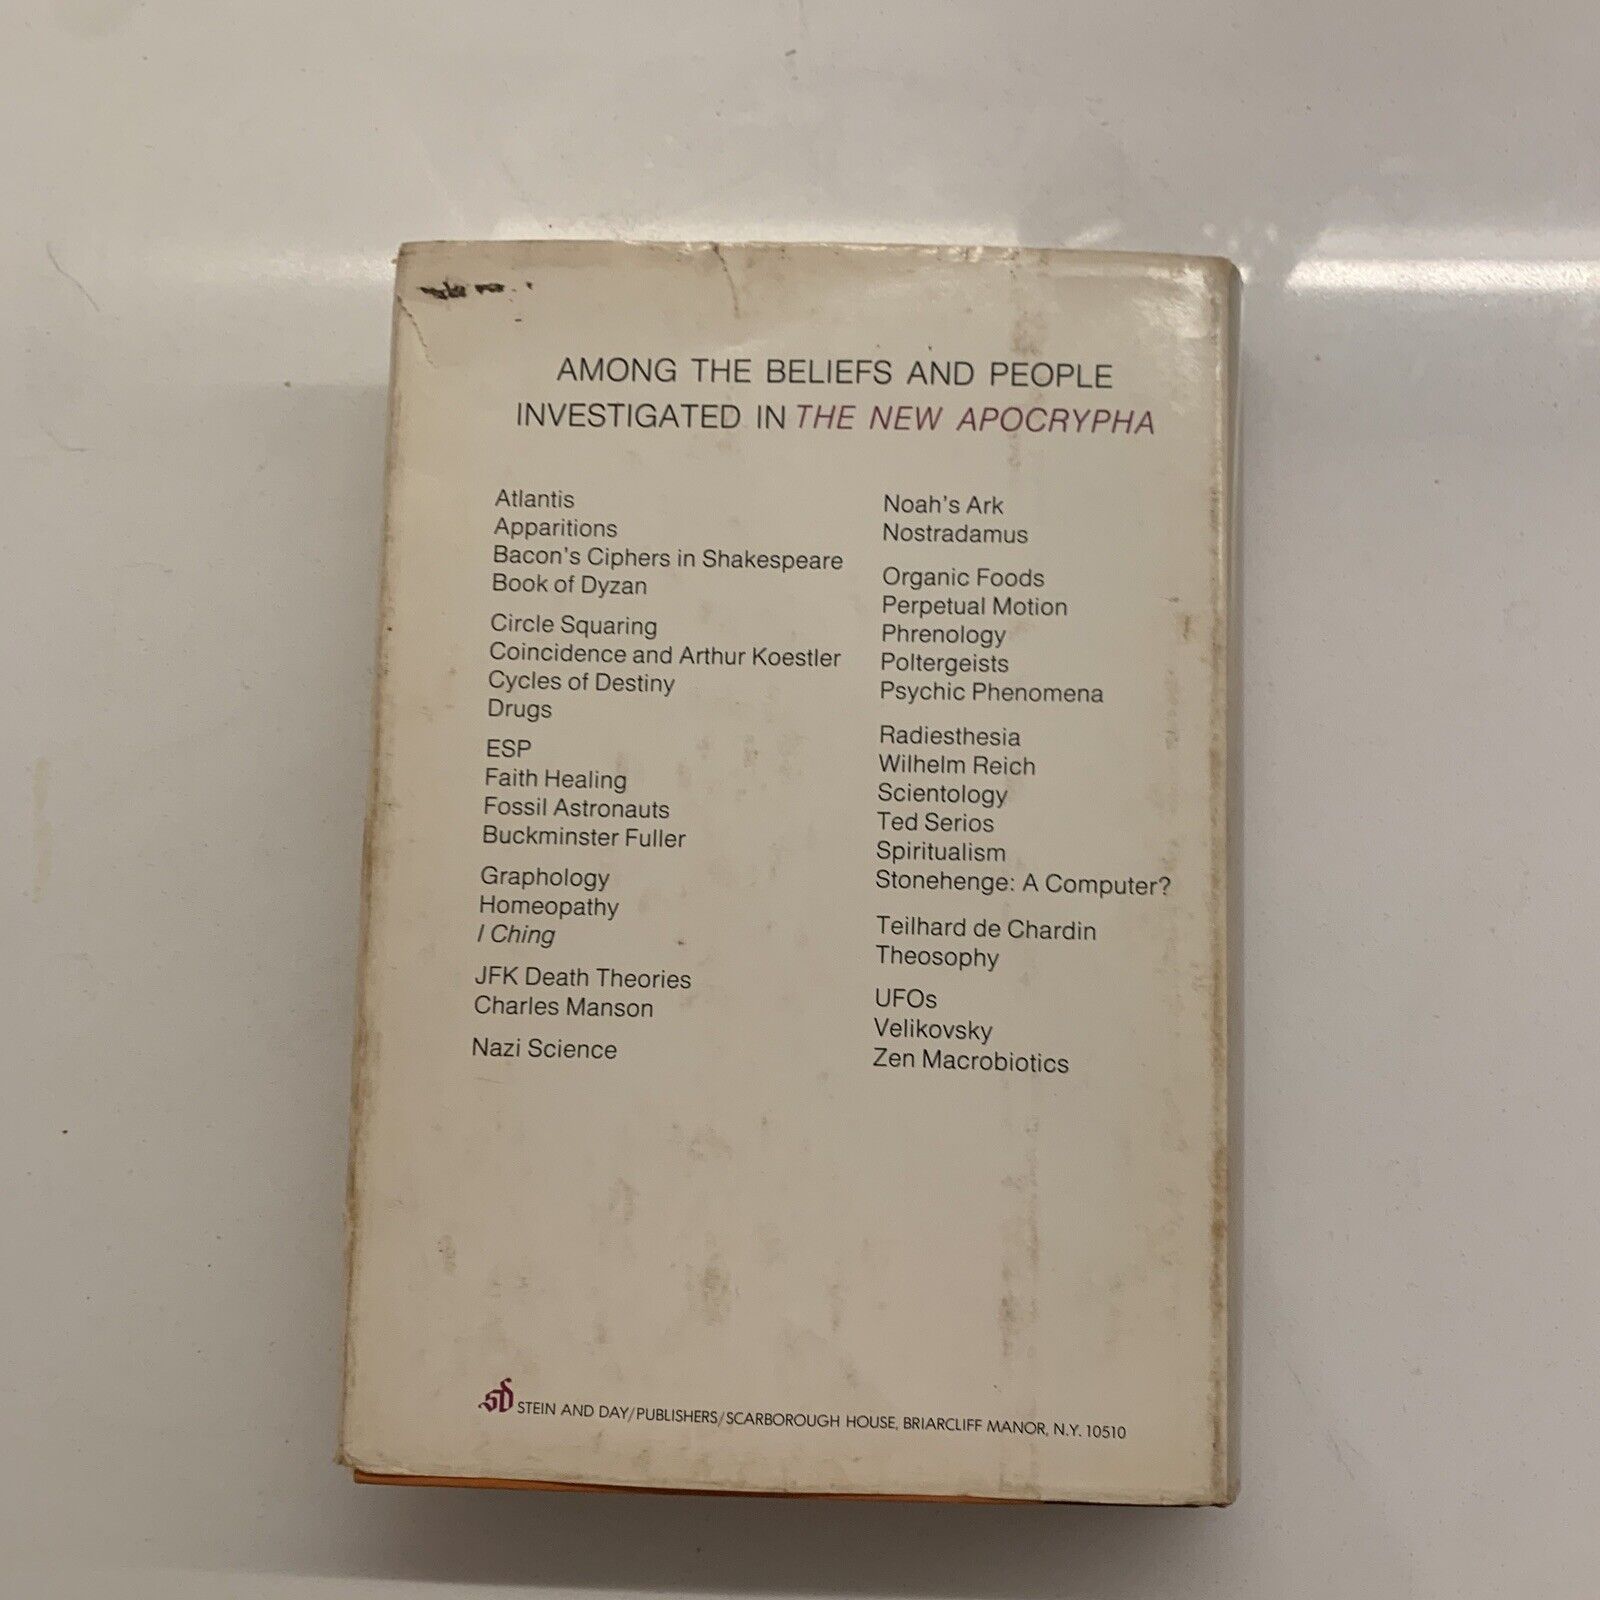 AMONG THE BELIEFS AND PEOPLE
INVESTIGATED IN THE NEW APOCRYPHA
Atlantis
Apparitions
Bacon's Ciphers in Shakespeare
Book of Dyzan
Circle Squaring
Coincidence and Arthur Koestler
Cycles of Destiny
Drugs
ESP
Faith Healing
Fossil Astronauts
Buckminster Fuller
Graphology
Homeopathy
I Ching
JFK Death Theories
Charles Manson
Nazi Science
Noah's Ark
Nostradamus
Organic Foods
Perpetual Motion
Phrenology
Poltergeists
Psychic Phenomena
Radiesthesia
Wilhelm Reich
Scientology
Ted Serios
Spiritualism
Stonehenge: A Computer?
Teilhard de Chardin
Theosophy
UFOs
Velikovsky
Zen Macrobiotics
SD STEIN AND DAY/PUBLISHERS/SCARBOROUGH HOUSE, BRIARCLIFF MANOR, N.Y. 10510